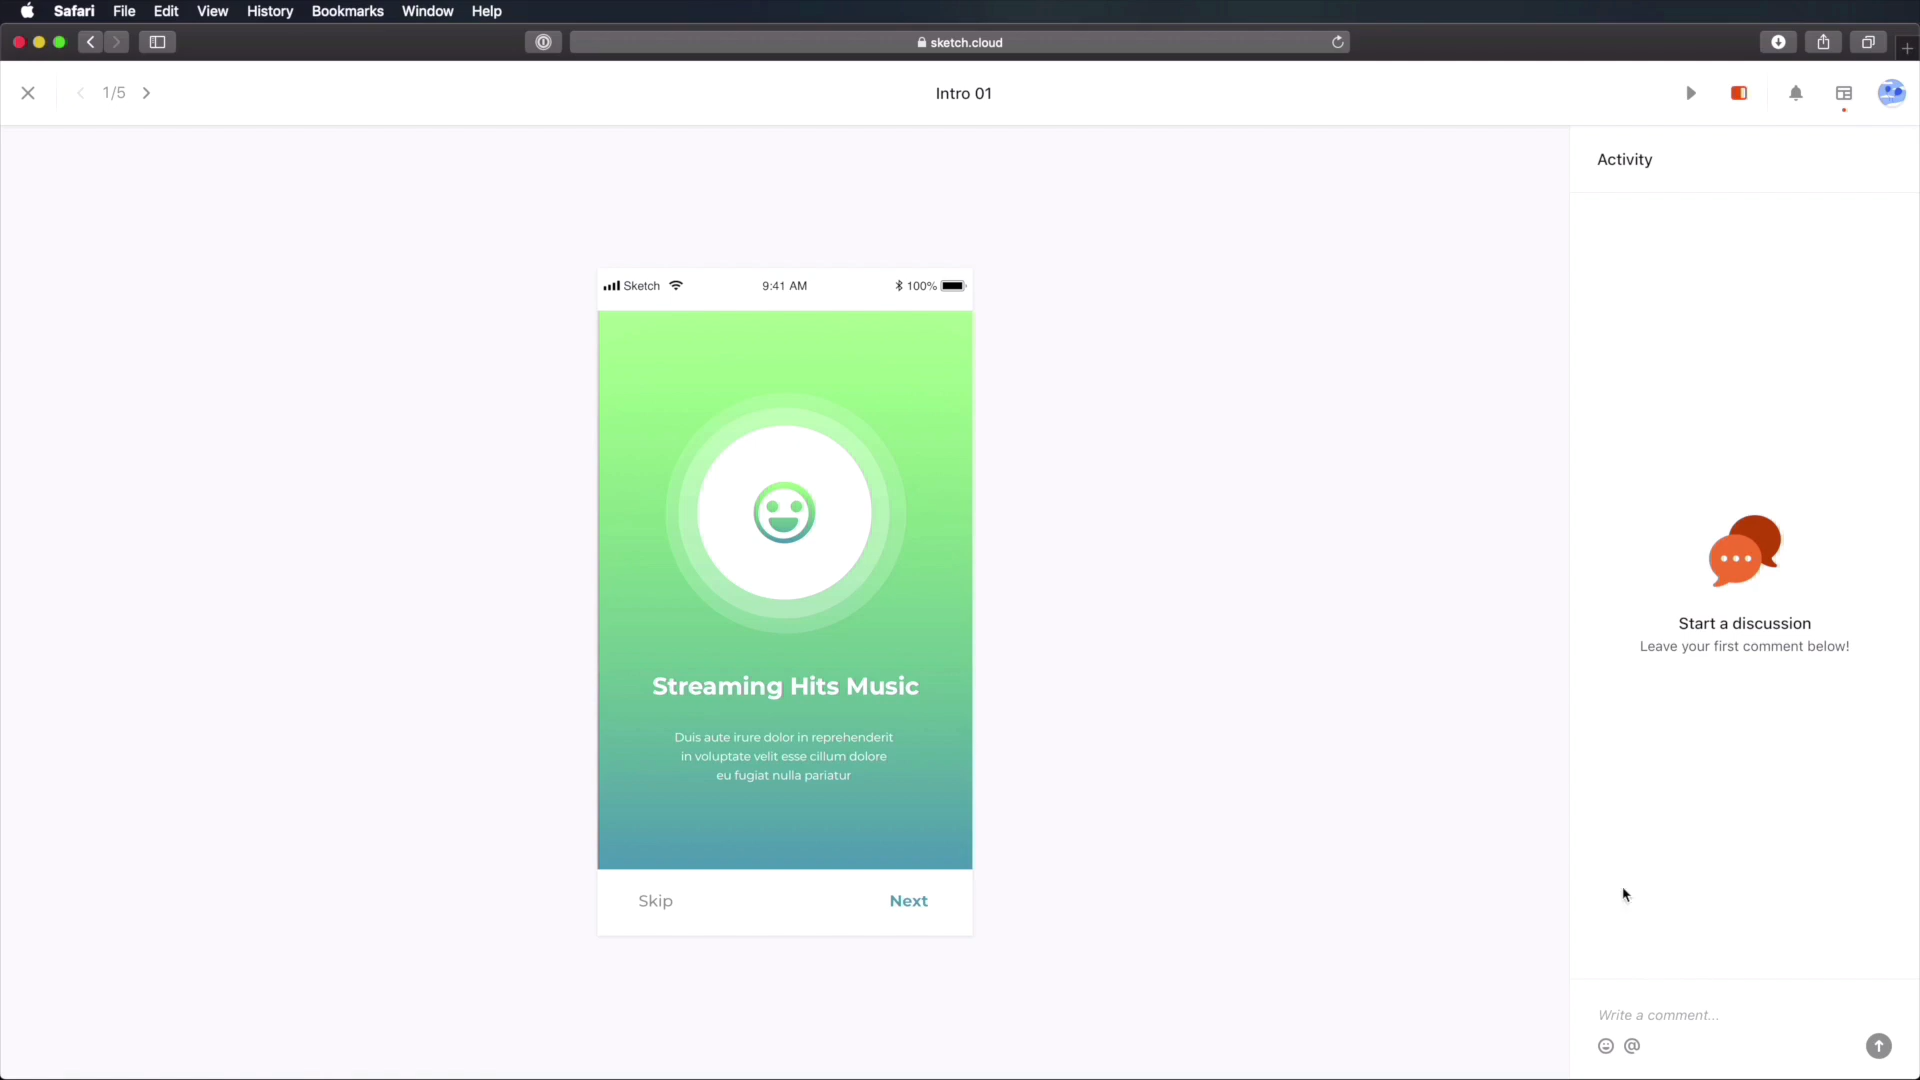 Safari File Edit View History Bookmarks Window Help
sketch.cloud
1/5
Intro 01
Activity
Sketch
9:41 AM
100%
Streaming Hits Music
Duis aute irure dolor in reprehenderit
in voluptate velit esse cillum dolore
eu fugiat nulla pariatur
Skip
Next
Start a discussion
Leave your first comment below!
Write a comment...
@